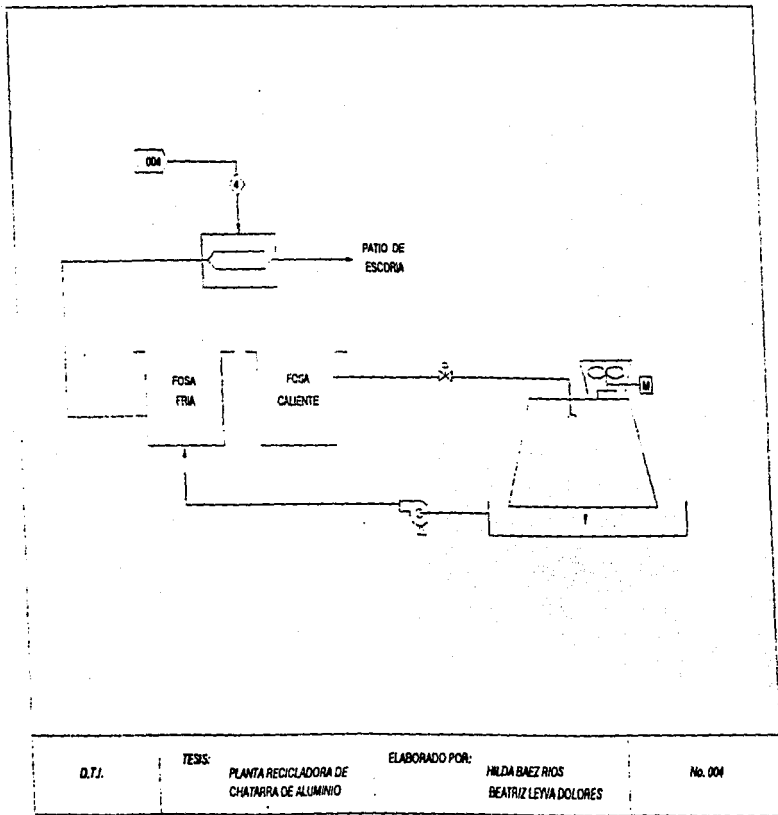 004
4
PATIO DE
ESCORIA
FOSA
FRIA
FOSA
CALIENTE
M
D.T.I.
TESIS:
PLANTA RECICLADORA DE
CHATARRA DE ALUMINIO
ELABORADO POR:
HILDA BAEZ RIOS
BEATRIZ LEYVA DOLORES
No. 004